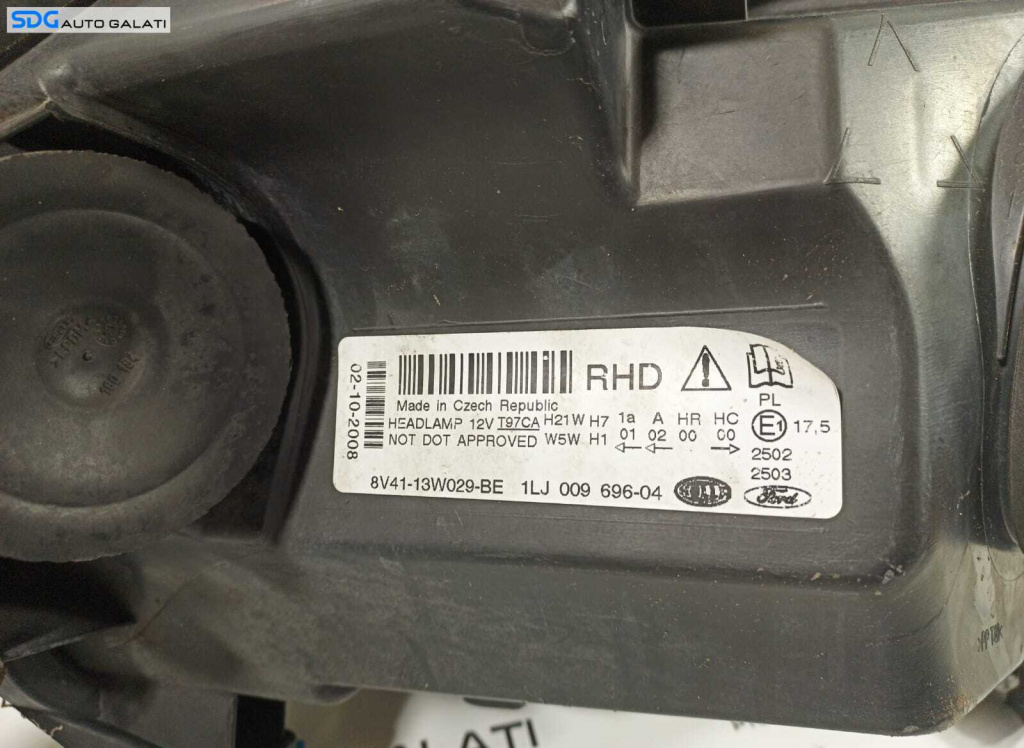 SDG AUTO GALATI
02-10-2008
RHD
Made in Czech Republic
HEADLAMP 12V T97CA H21W H7 1a A HR HC
NOT DOT APPROVED W5W H1 01 02 00 00
PL
E1 17,5
2502
2503
8V41-13W029-BE 1LJ 009 696-04
Ford